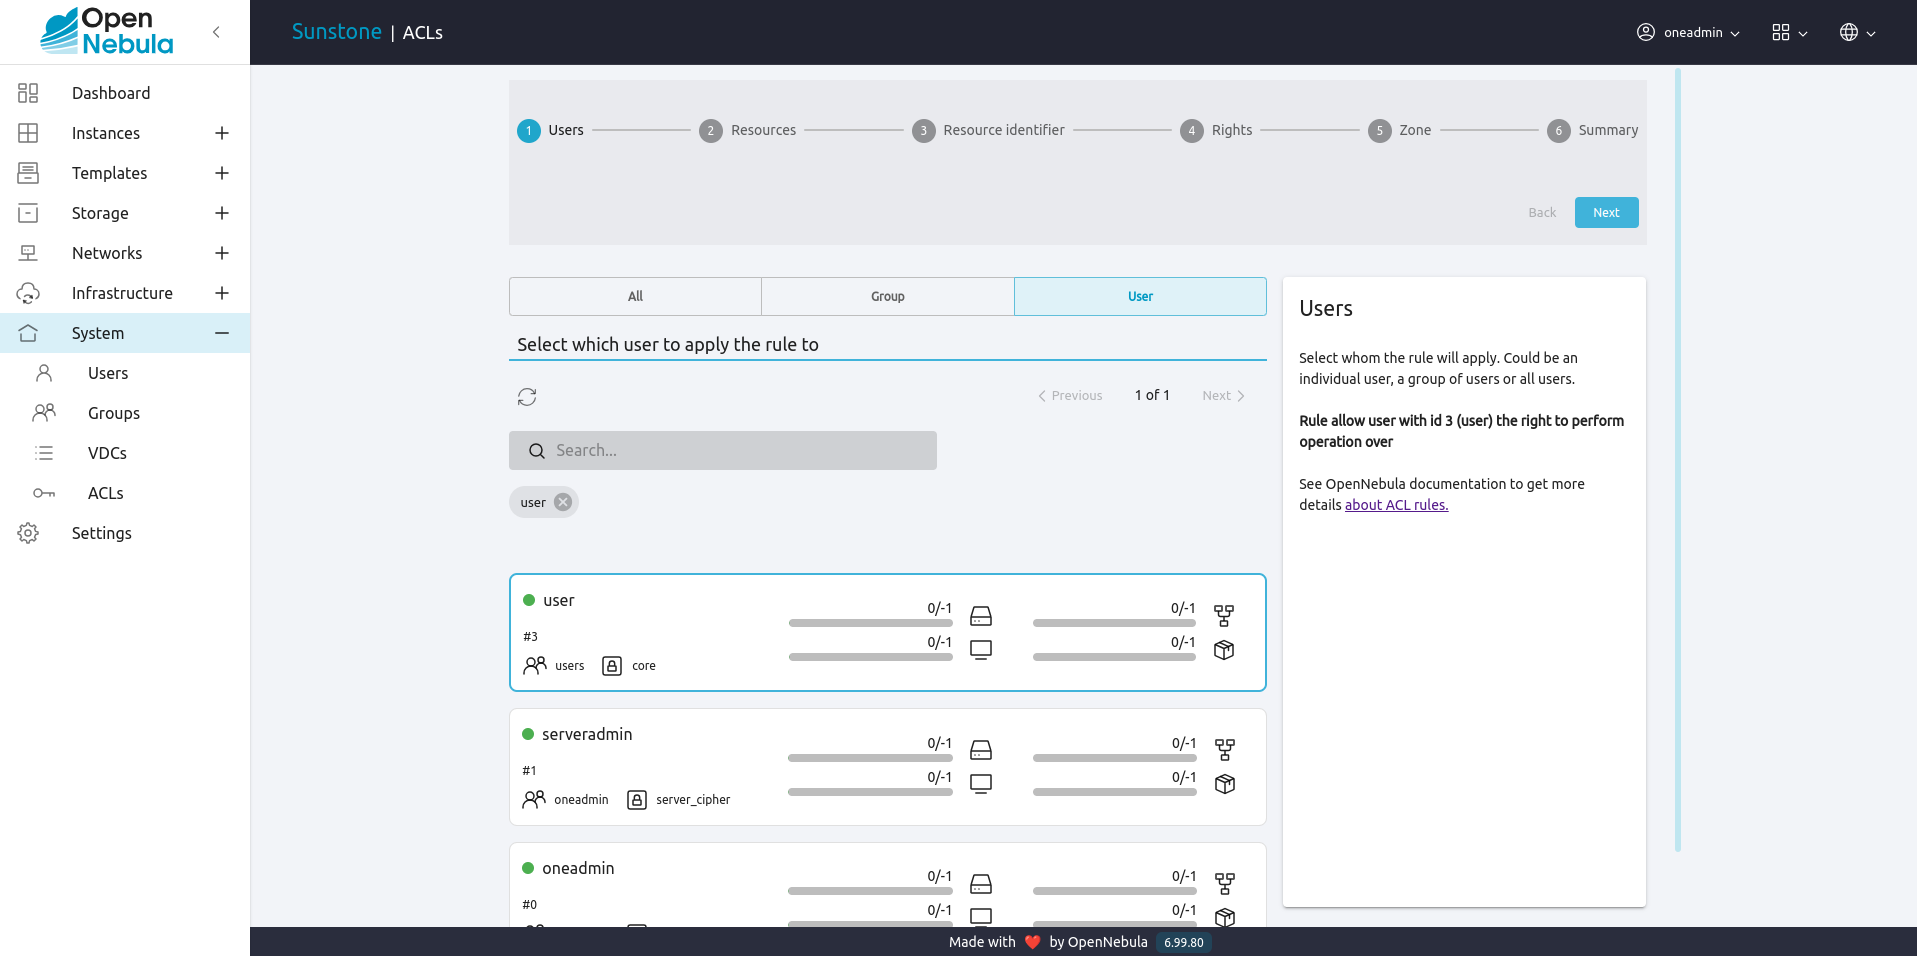 Open
Nebula
Sunstone | ACLs
oneadmin
Dashboard
Instances
Templates
Storage
Networks
Infrastructure
System
Users
Groups
VDCs
ACLs
Settings
1 Users
2 Resources
3 Resource identifier
4 Rights
5 Zone
6 Summary
Back
Next
All
Group
User
Select which user to apply the rule to
Previous
1 of 1
Next
Search...
user
user
#3
users
core
0/-1
0/-1
0/-1
0/-1
serveradmin
#1
oneadmin
server_cipher
0/-1
0/-1
0/-1
0/-1
oneadmin
#0
0/-1
0/-1
0/-1
0/-1
Users
Select whom the rule will apply. Could be an
individual user, a group of users or all users.
Rule allow user with id 3 (user) the right to perform
operation over
See OpenNebula documentation to get more
details about ACL rules.
Made with ❤️ by OpenNebula 6.99.80